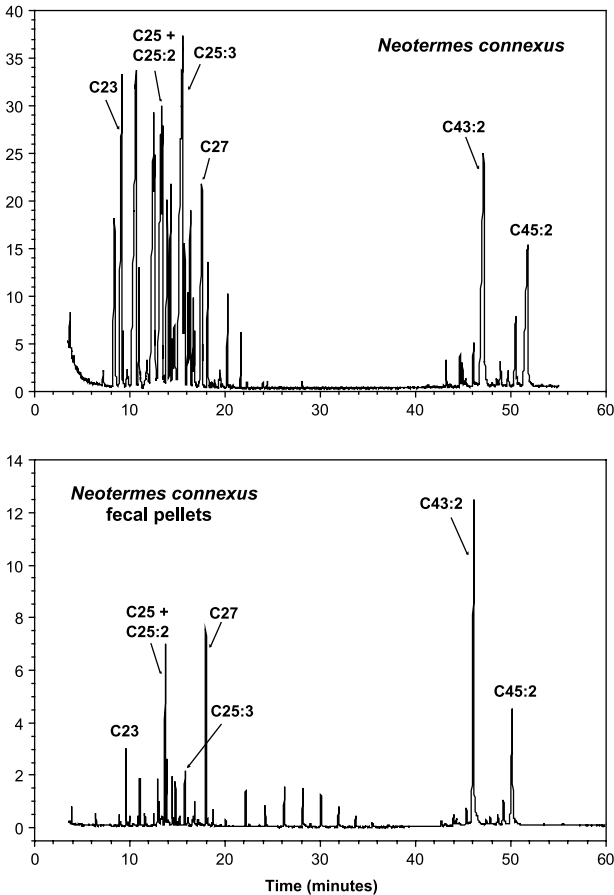 40
35
30
25
20
15
10
5
0
C25 +
C25:2
C25:3
Neotermes connexus
C23
C27
C43:2
C45:2
0 10 20 30 40 50 60
14
12
10
8
6
4
2
0
Neotermes connexus
fecal pellets
C43:2
C25 +
C25:2
C27
C45:2
C25:3
C23
0 10 20 30 40 50 60
Time (minutes)